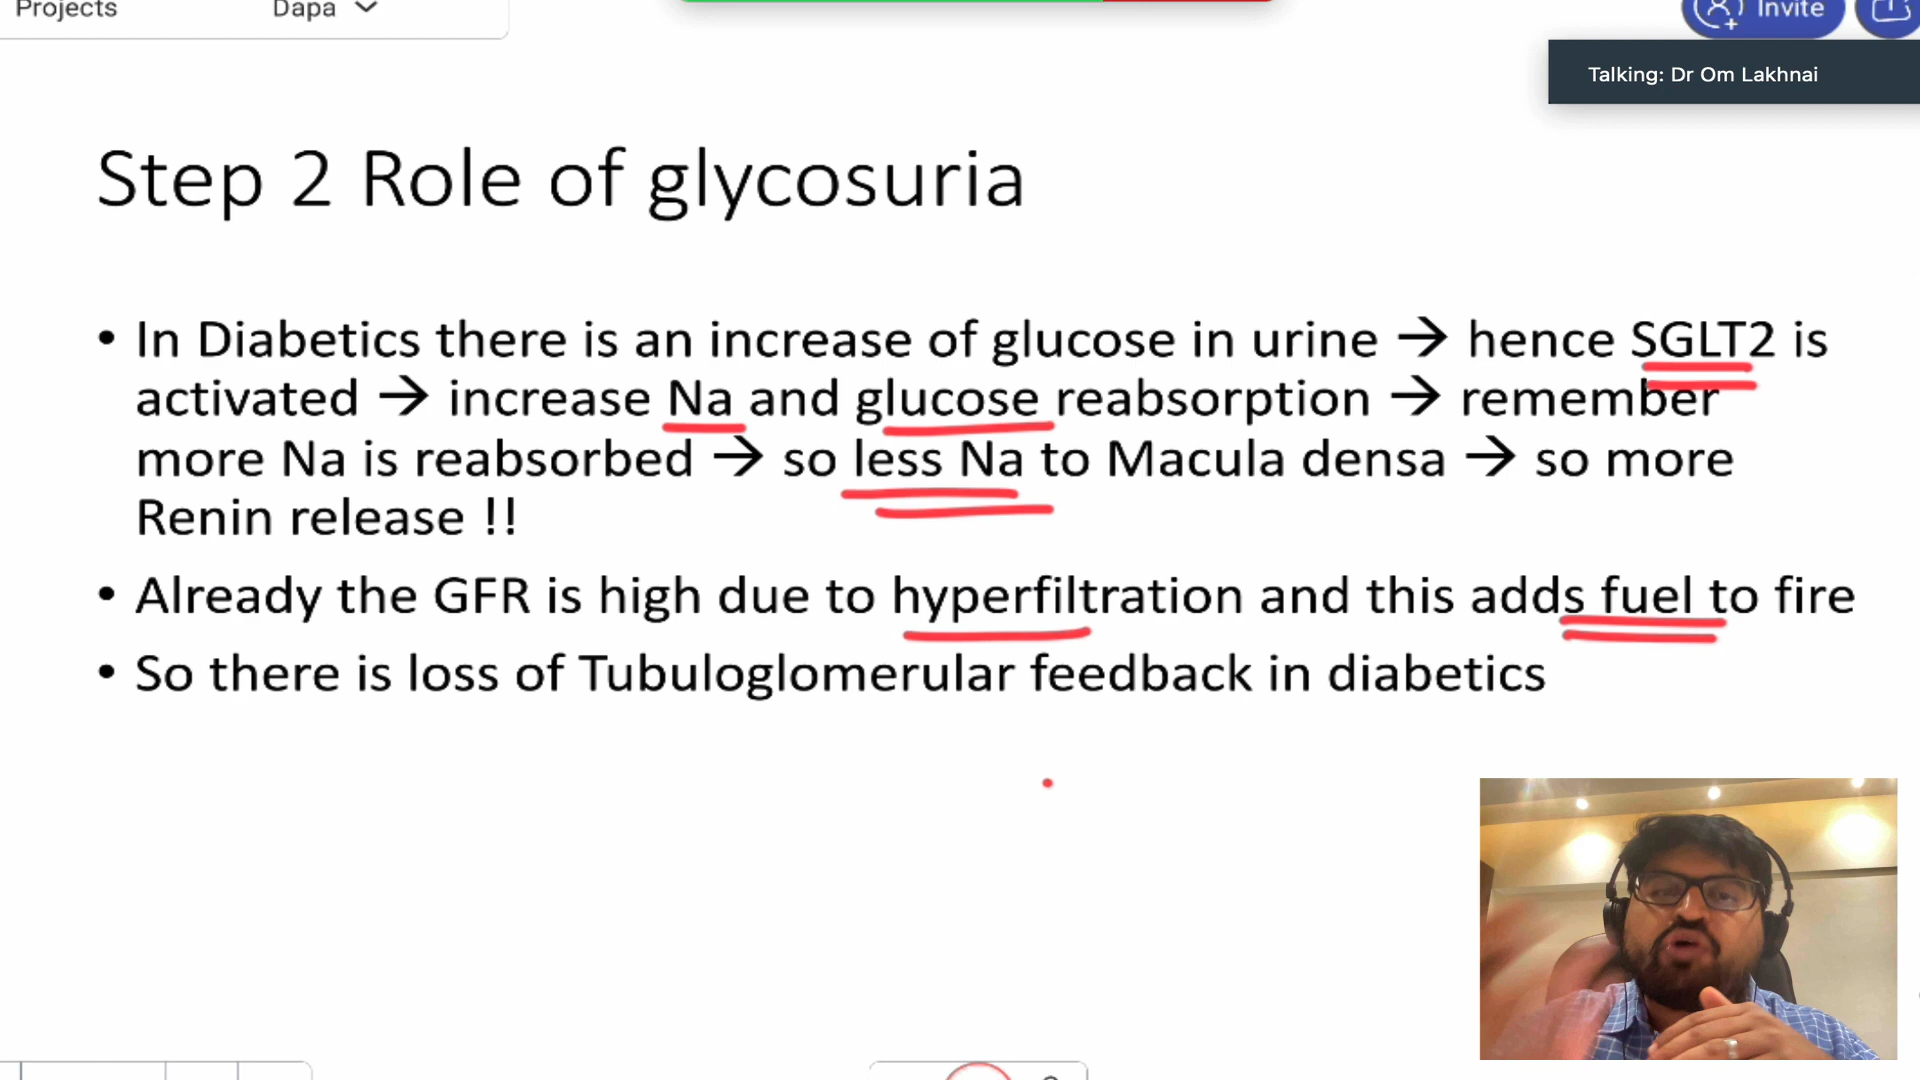 Projects Dapa
Invite
Talking: Dr Om Lakhnai
Step 2 Role of glycosuria
• In Diabetics there is an increase of glucose in urine → hence SGLT2 is
activated → increase Na and glucose reabsorption → remember
more Na is reabsorbed → so less Na to Macula densa → so more
Renin release !!
• Already the GFR is high due to hyperfiltration and this adds fuel to fire
• So there is loss of Tubuloglomerular feedback in diabetics